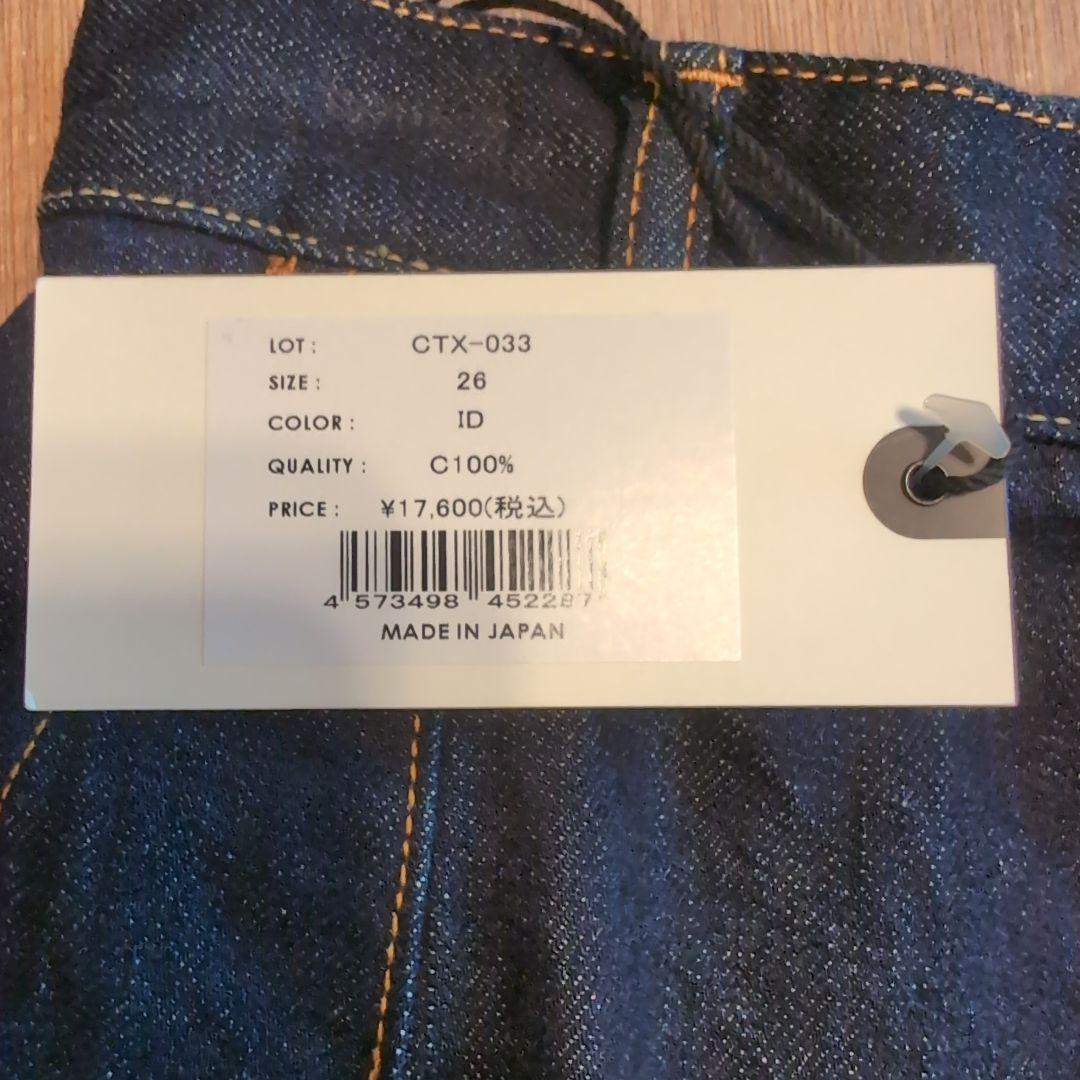 LOT : CTX-033
SIZE : 26
COLOR : ID
QUALITY : C100%
PRICE : ¥17,600(税込)
4 573498 452287
MADE IN JAPAN